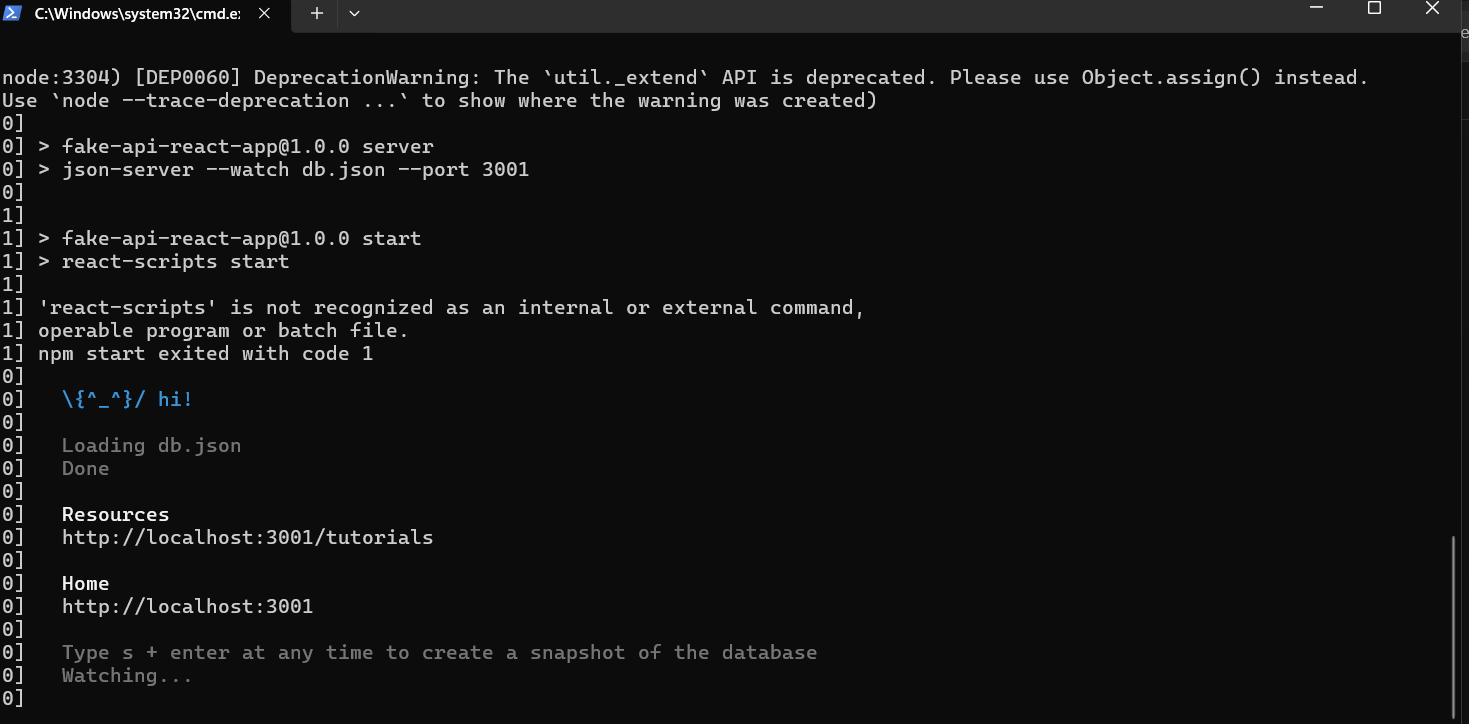 C:\Windows\system32\cmd.e
node:3304) [DEP0060] DeprecationWarning: The `util._extend` API is deprecated. Please use Object.assign() instead.
Use `node --trace-deprecation ...` to show where the warning was created)
0]
0] > fake-api-react-app@1.0.0 server
0] > json-server --watch db.json --port 3001
0]
1]
1] > fake-api-react-app@1.0.0 start
1] > react-scripts start
1]
1] 'react-scripts' is not recognized as an internal or external command,
1] operable program or batch file.
1] npm start exited with code 1
0]
0] \{^_^}/ hi!
0]
0] Loading db.json
0] Done
0]
0] Resources
0] http://localhost:3001/tutorials
0]
0] Home
0] http://localhost:3001
0]
0] Type s + enter at any time to create a snapshot of the database
0] Watching...
0]